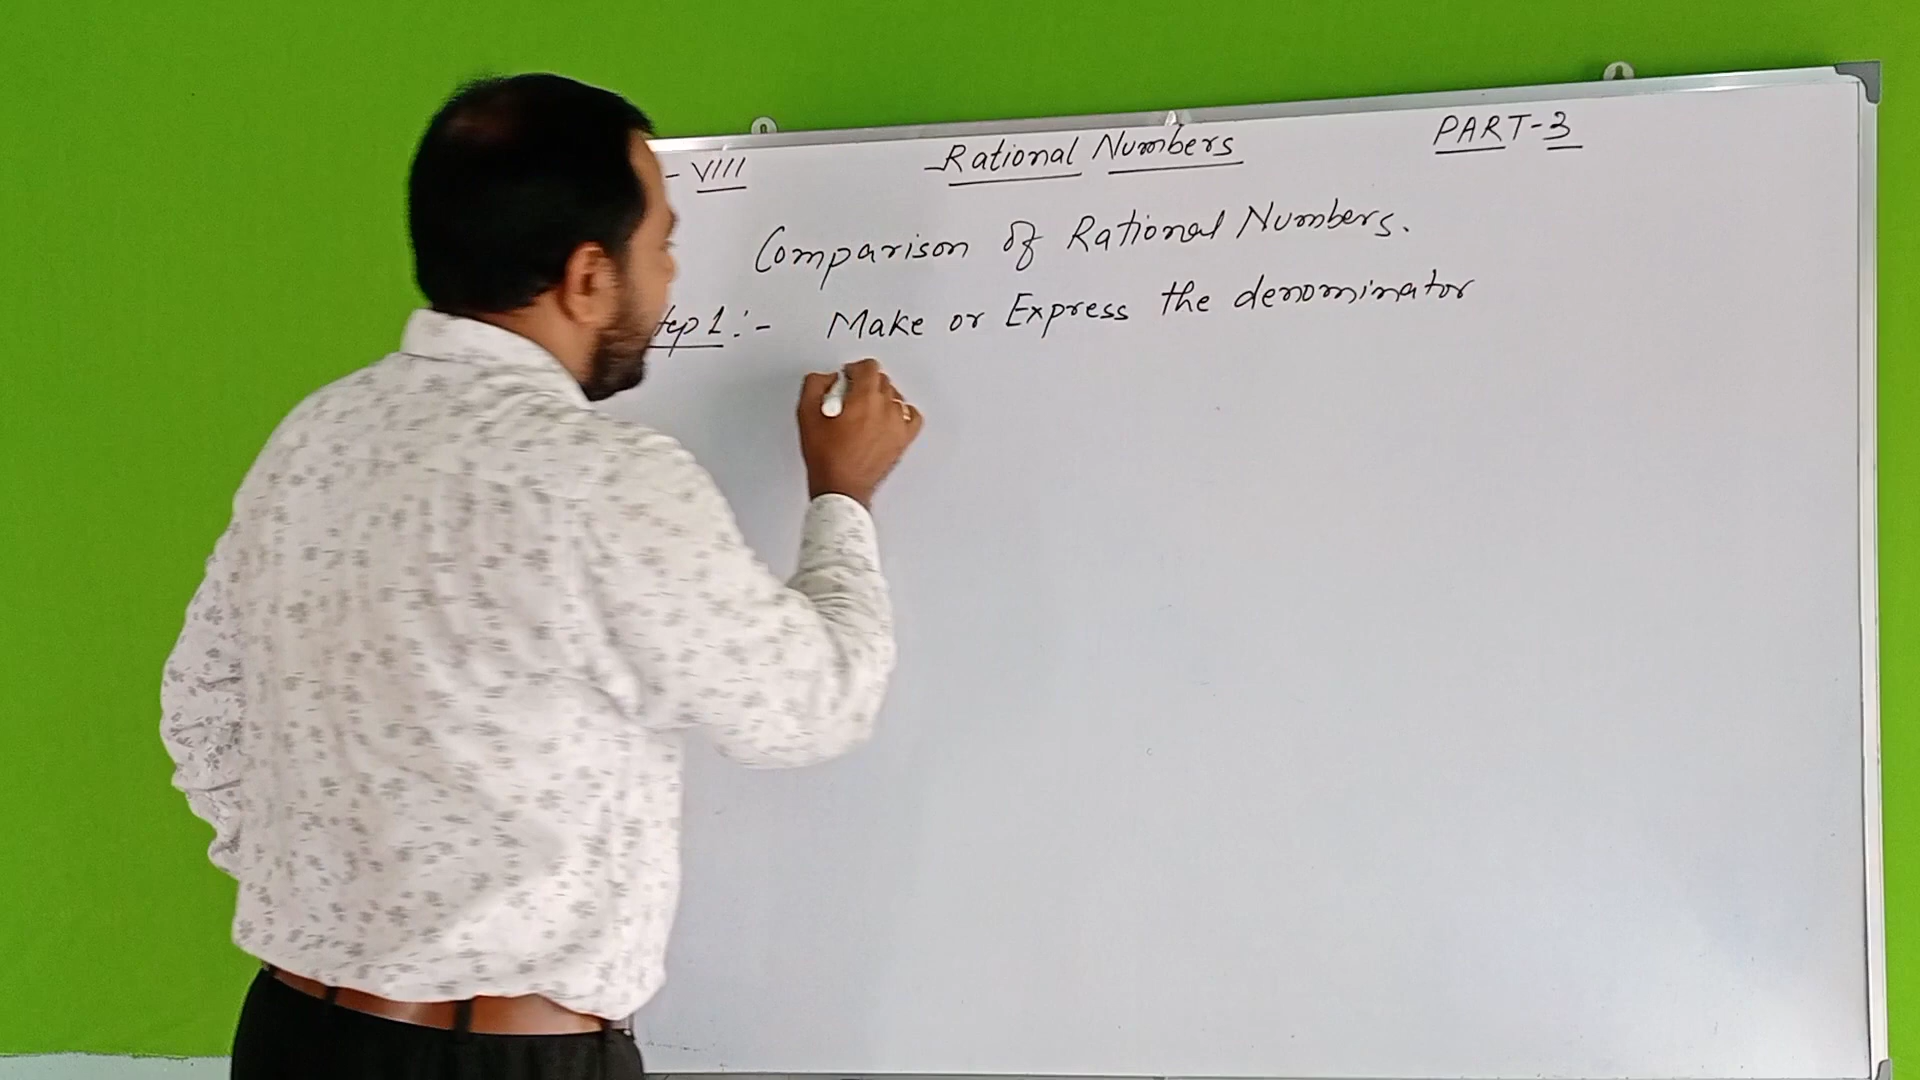 - VIII Rational Numbers PART-3
Comparison of Rational Numbers.
tep 1:- Make or Express the denominator